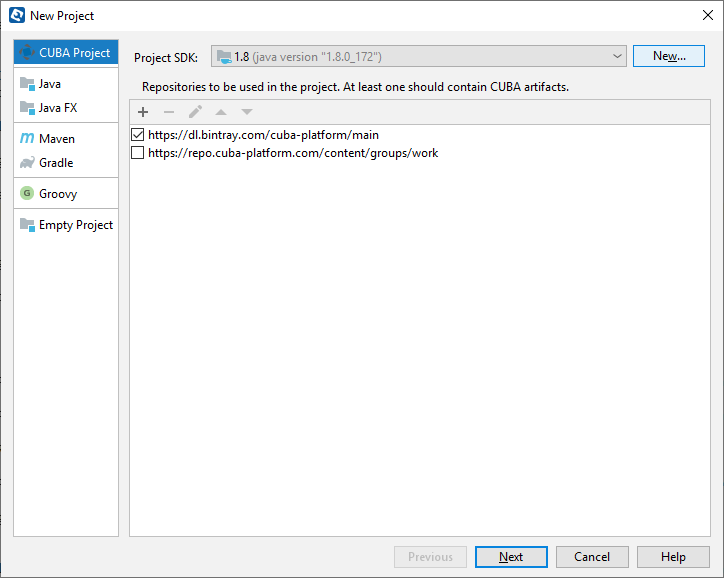 New Project
CUBA Project
Java
Java FX
Maven
Gradle
G Groovy
Empty Project
Project SDK: 1.8 (java version "1.8.0_172") New...
Repositories to be used in the project. At least one should contain CUBA artifacts.
https://dl.bintray.com/cuba-platform/main
https://repo.cuba-platform.com/content/groups/work
Previous Next Cancel Help